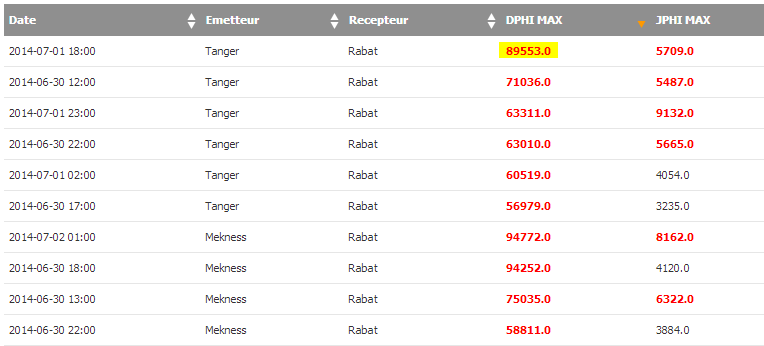 Date Emetteur Recepteur DPHI MAX JPHI MAX
2014-07-01 18:00 Tanger Rabat 89553.0 5709.0
2014-06-30 12:00 Tanger Rabat 71036.0 5487.0
2014-07-01 23:00 Tanger Rabat 63311.0 9132.0
2014-06-30 22:00 Tanger Rabat 63010.0 5665.0
2014-07-01 02:00 Tanger Rabat 60519.0 4054.0
2014-06-30 17:00 Tanger Rabat 56979.0 3235.0
2014-07-02 01:00 Mekness Rabat 94772.0 8162.0
2014-06-30 18:00 Mekness Rabat 94252.0 4120.0
2014-06-30 13:00 Mekness Rabat 75035.0 6322.0
2014-06-30 22:00 Mekness Rabat 58811.0 3884.0